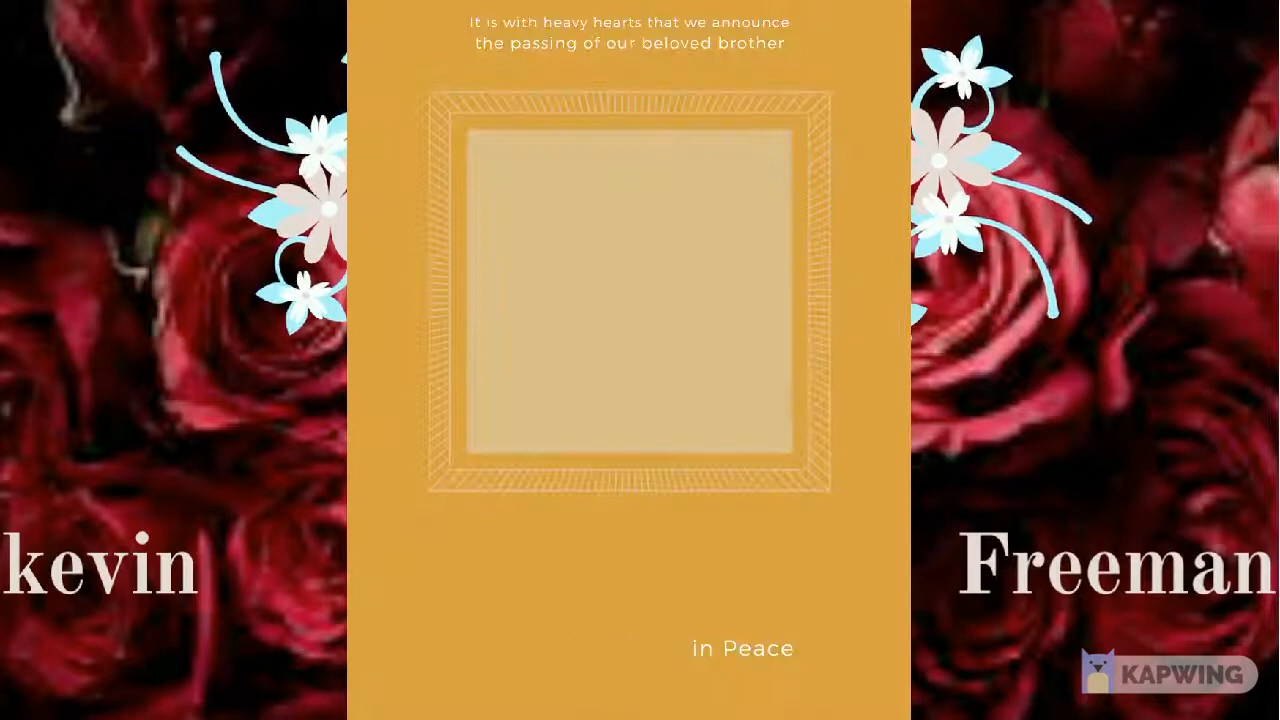 It is with heavy hearts that we announce
the passing of our beloved brother
kevin
Freeman
in Peace
KAPWING